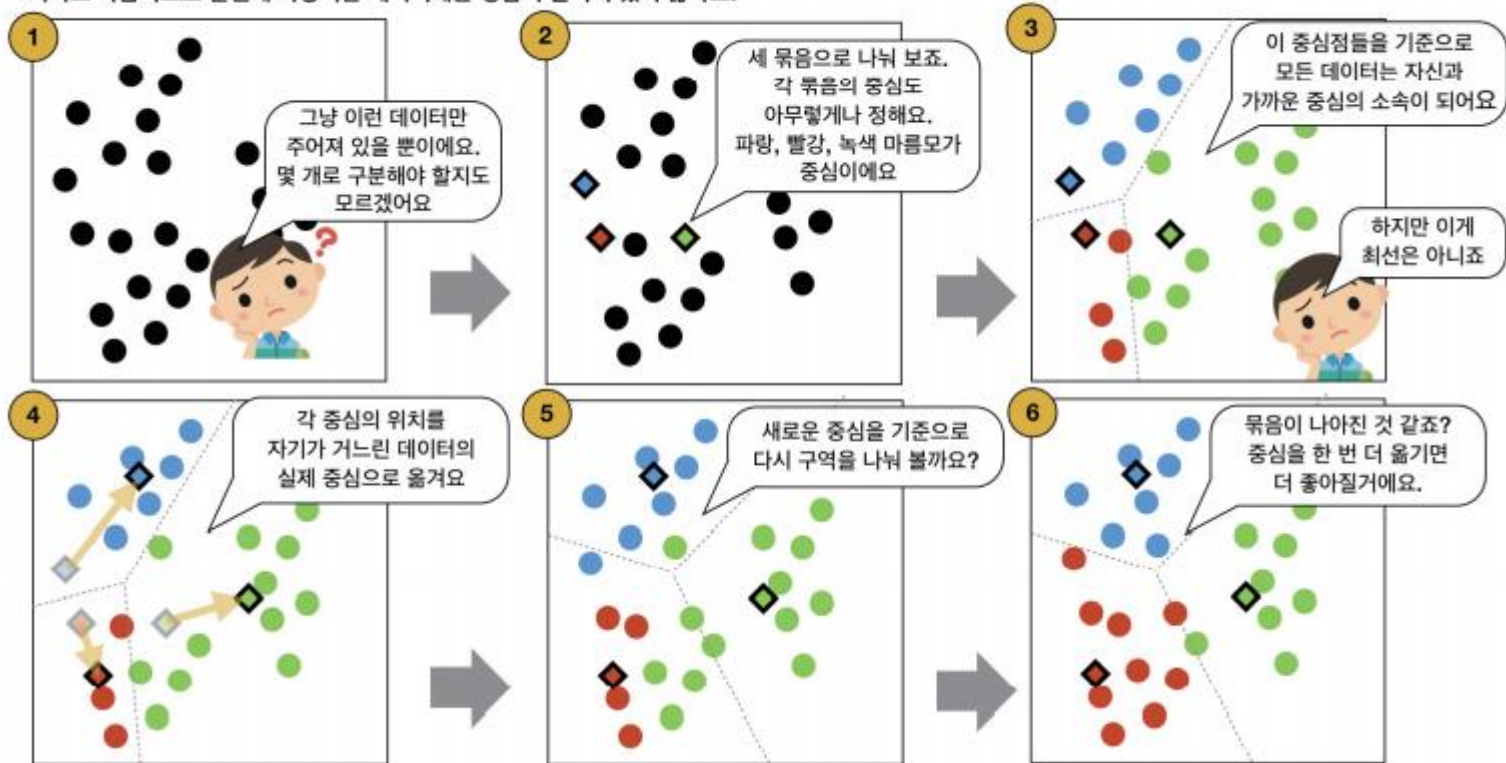 1
그냥 이런 데이터만
주어져 있을 뿐이에요.
몇 개로 구분해야 할지도
모르겠어요
?
2
세 묶음으로 나눠 보죠.
각 묶음의 중심도
아무렇게나 정해요.
파랑, 빨강, 녹색 마름모가
중심이에요
3
이 중심점들을 기준으로
모든 데이터는 자신과
가까운 중심의 소속이 되어요
하지만 이게
최선은 아니죠
4
각 중심의 위치를
자기가 거느린 데이터의
실제 중심으로 옮겨요
5
새로운 중심을 기준으로
다시 구역을 나눠 볼까요?
6
묶음이 나아진 것 같죠?
중심을 한 번 더 옮기면
더 좋아질거에요.